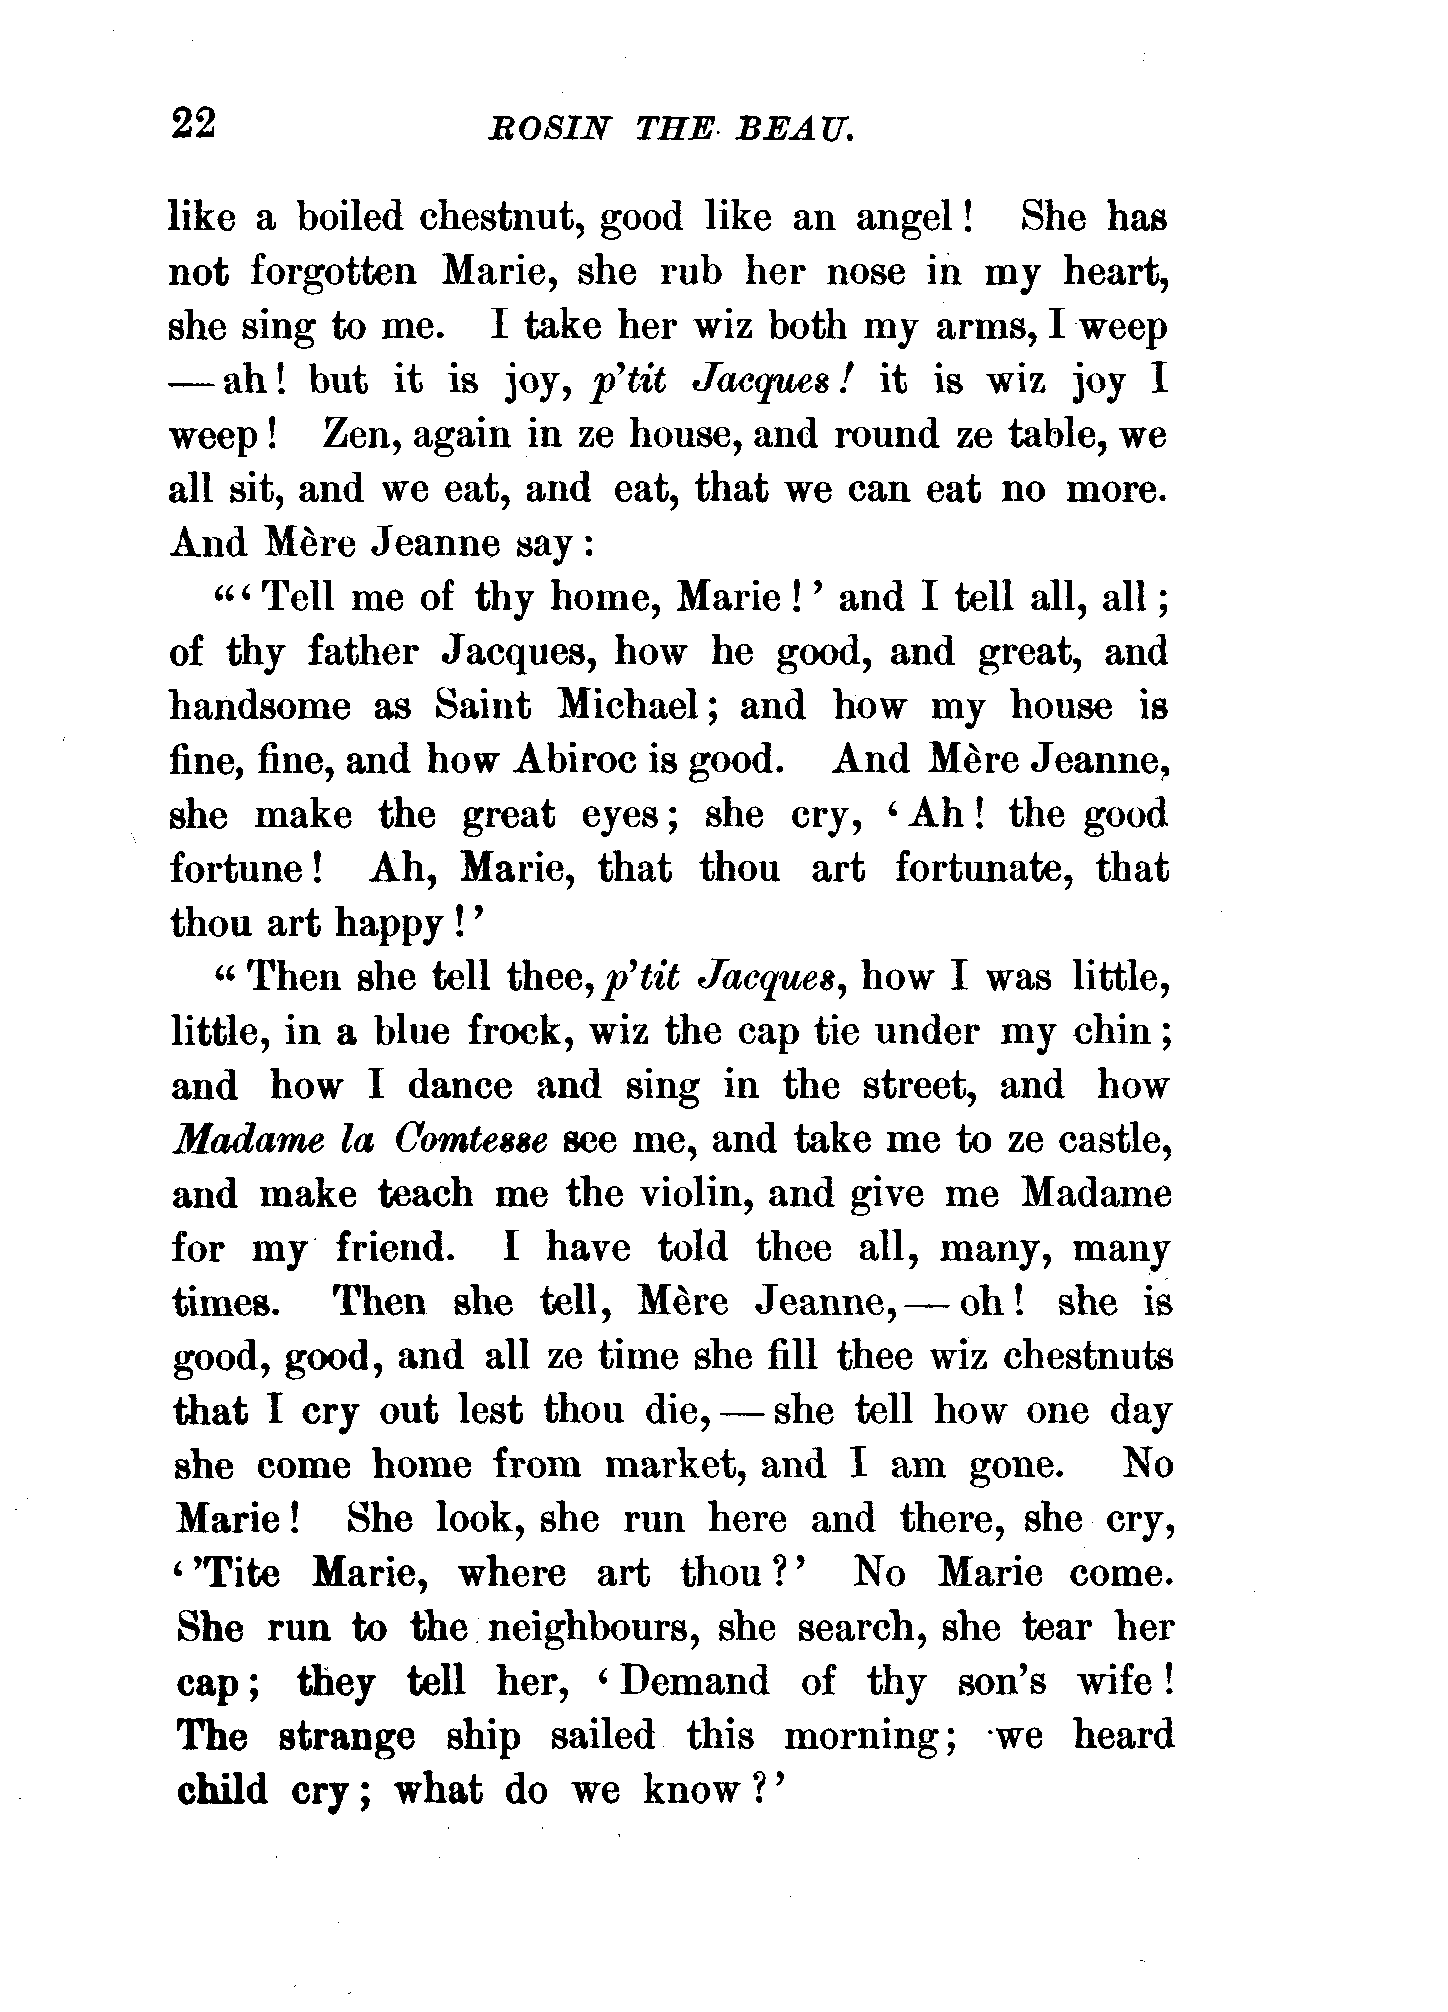 22 ROSIN THE BEAU.
like a boiled chestnut, good like an angel! She has
not forgotten Marie, she rub her nose in my heart,
she sing to me. I take her wiz both my arms, I weep
— ah! but it is joy, p'tit Jacques! it is wiz joy I
weep! Zen, again in ze house, and round ze table, we
all sit, and we eat, and eat, that we can eat no more.
And Mère Jeanne say:
"'Tell me of thy home, Marie!' and I tell all, all;
of thy father Jacques, how he good, and great, and
handsome as Saint Michael; and how my house is
fine, fine, and how Abiroc is good. And Mère Jeanne,
she make the great eyes; she cry, 'Ah! the good
fortune! Ah, Marie, that thou art fortunate, that
thou art happy!'
"Then she tell thee, p'tit Jacques, how I was little,
little, in a blue frock, wiz the cap tie under my chin;
and how I dance and sing in the street, and how
Madame la Comtesse see me, and take me to ze castle,
and make teach me the violin, and give me Madame
for my friend. I have told thee all, many, many
times. Then she tell, Mère Jeanne, — oh! she is
good, good, and all ze time she fill thee wiz chestnuts
that I cry out lest thou die, — she tell how one day
she come home from market, and I am gone. No
Marie! She look, she run here and there, she cry,
''Tite Marie, where art thou?' No Marie come.
She run to the neighbours, she search, she tear her
cap; they tell her, 'Demand of thy son's wife!
The strange ship sailed this morning; we heard
child cry; what do we know?'